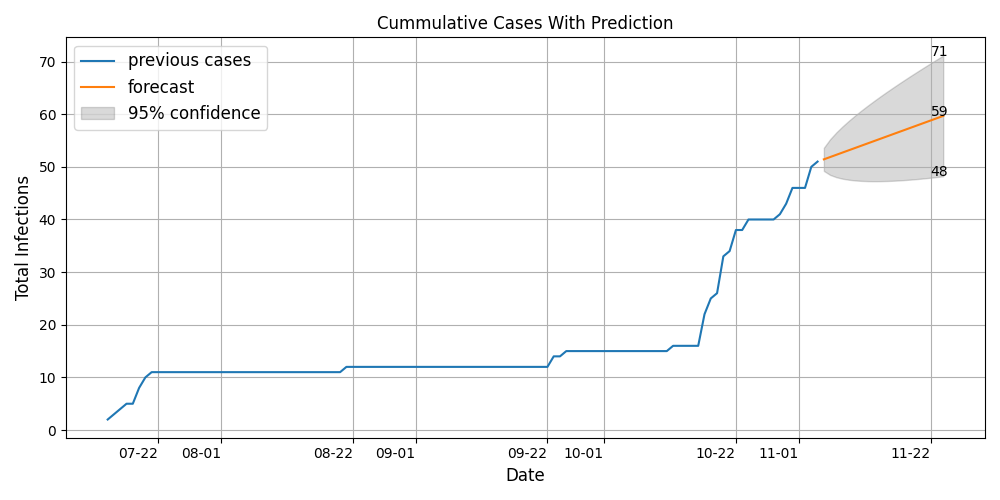 Cummulative Cases With Prediction
previous cases
forecast
95% confidence
71
59
48
70
60
50
40
30
20
10
0
Total Infections
07-22 08-01 08-22 09-01 09-22 10-01 10-22 11-01 11-22
Date